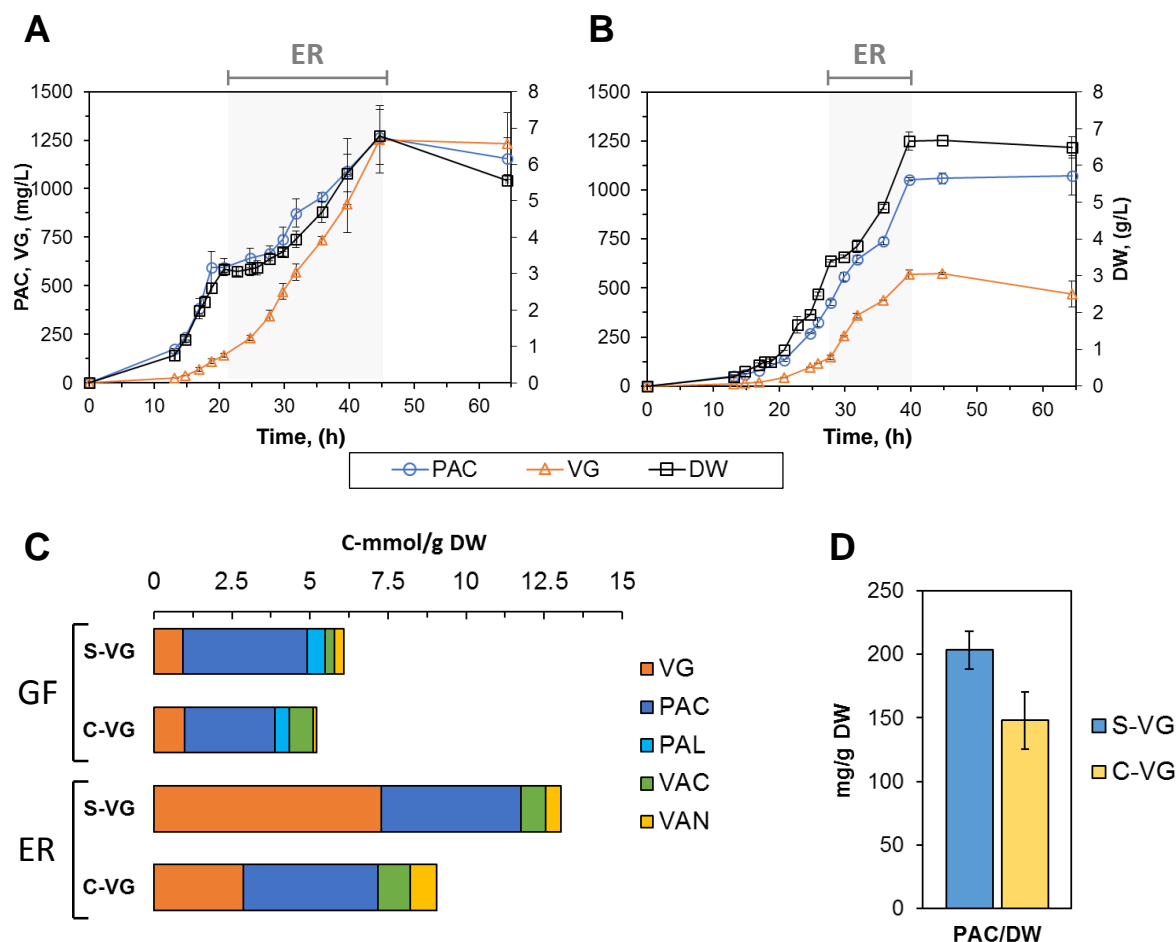 A
B
ER
ER
1500
1250
1000
750
500
250
0
8
7
6
5
4
3
2
1
0
1500
1250
1000
750
500
250
0
8
7
6
5
4
3
2
1
0
PAC, VG, (mg/L)
DW, (g/L)
0 10 20 30 40 50 60
0 10 20 30 40 50 60
Time, (h)
Time, (h)
PAC VG DW
C
D
C-mmol/g DW
0 2.5 5 7.5 10 12.5 15
GF
S-VG
C-VG
ER
S-VG
C-VG
VG
PAC
PAL
VAC
VAN
mg/g DW
250
200
150
100
50
0
PAC/DW
S-VG
C-VG